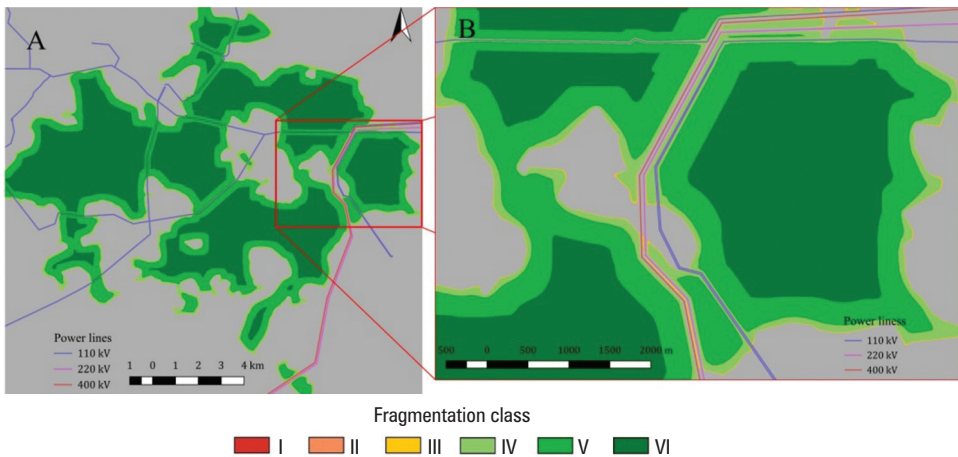 A
B
Power lines
110 kV
220 kV
400 kV
1 0 1 2 3 4 km
500 0 500 1000 1500 2000 m
Power liness
110 kV
220 kV
400 kV
Fragmentation class
I II III IV V VI